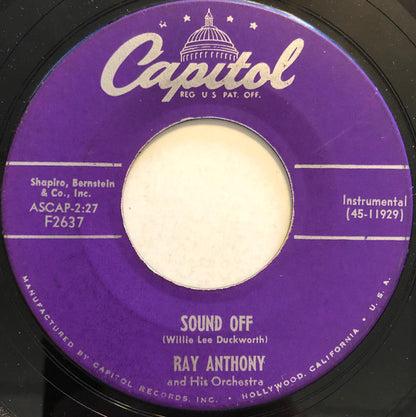 Capitol
REG U S PAT. OFF.
Shapiro, Bernstein
& Co., Inc.
ASCAP-2:27
F2637
Instrumental
(45-11929)
SOUND OFF
(Willie Lee Duckworth)
RAY ANTHONY
and His Orchestra
MANUFACTURED BY CAPITOL RECORDS, INC. • HOLLYWOOD, CALIFORNIA • U.S.A.